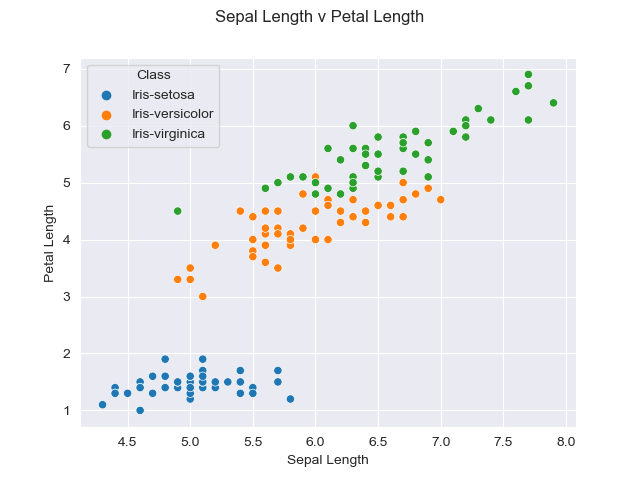 Sepal Length v Petal Length
Class
Iris-setosa
Iris-versicolor
Iris-virginica
7
6
5
4
3
2
1
Petal Length
4.5 5.0 5.5 6.0 6.5 7.0 7.5 8.0
Sepal Length